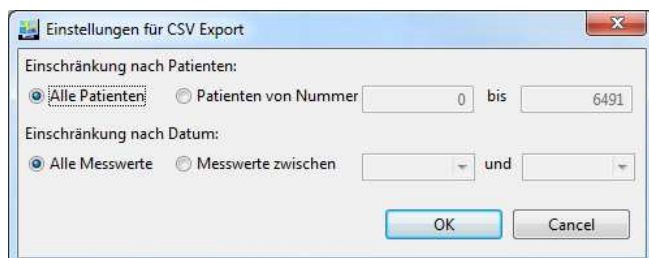 Einstellungen für CSV Export
Einschränkung nach Patienten:
Alle Patienten Patienten von Nummer 0 bis 6491
Einschränkung nach Datum:
Alle Messwerte Messwerte zwischen und
OK Cancel